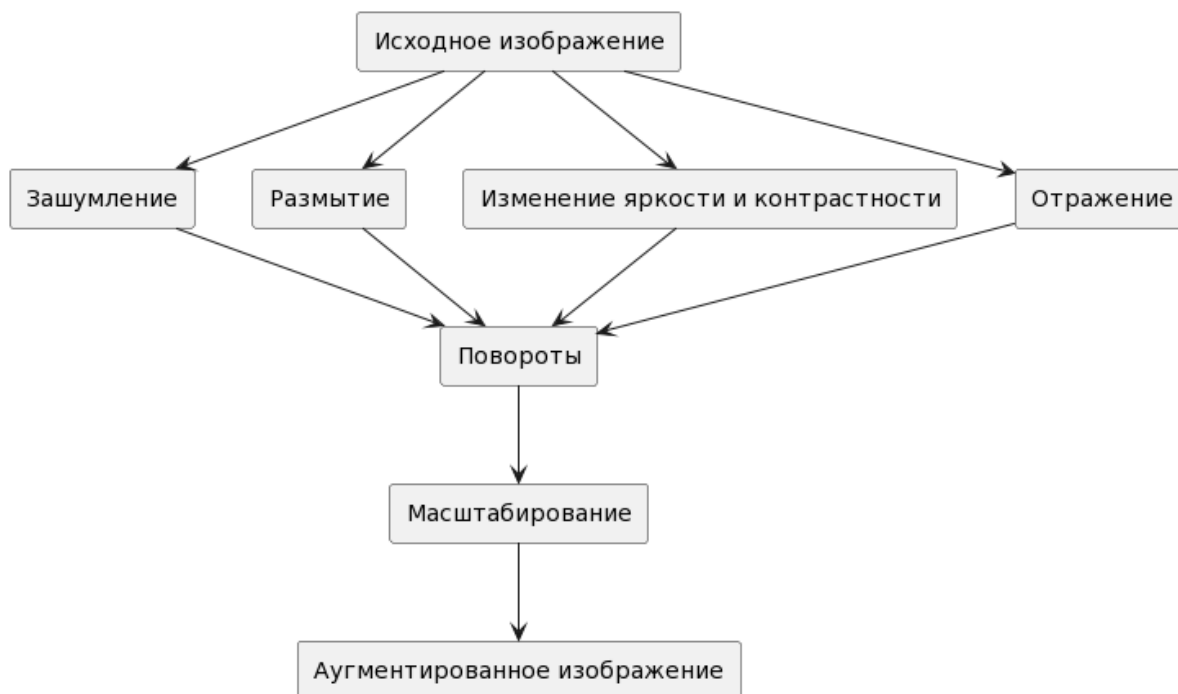 Исходное изображение
Зашумление
Размытие
Изменение яркости и контрастности
Отражение
Повороты
Масштабирование
Аугментированное изображение